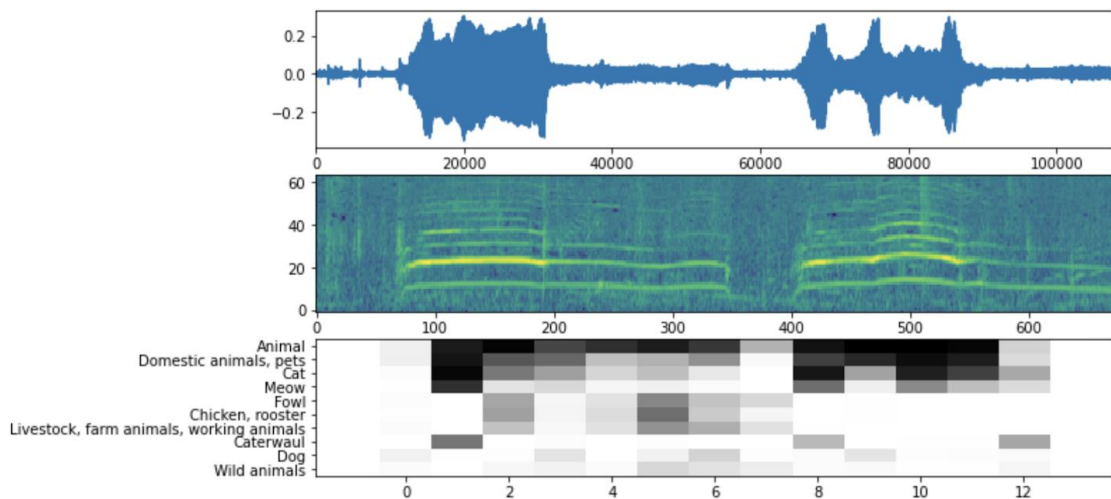 0.2
0.0
−0.2
0 20000 40000 60000 80000 100000
60
40
20
0
0 100 200 300 400 500 600
Animal
Domestic animals, pets
Cat
Meow
Fowl
Chicken, rooster
Livestock, farm animals, working animals
Caterwaul
Dog
Wild animals
0 2 4 6 8 10 12